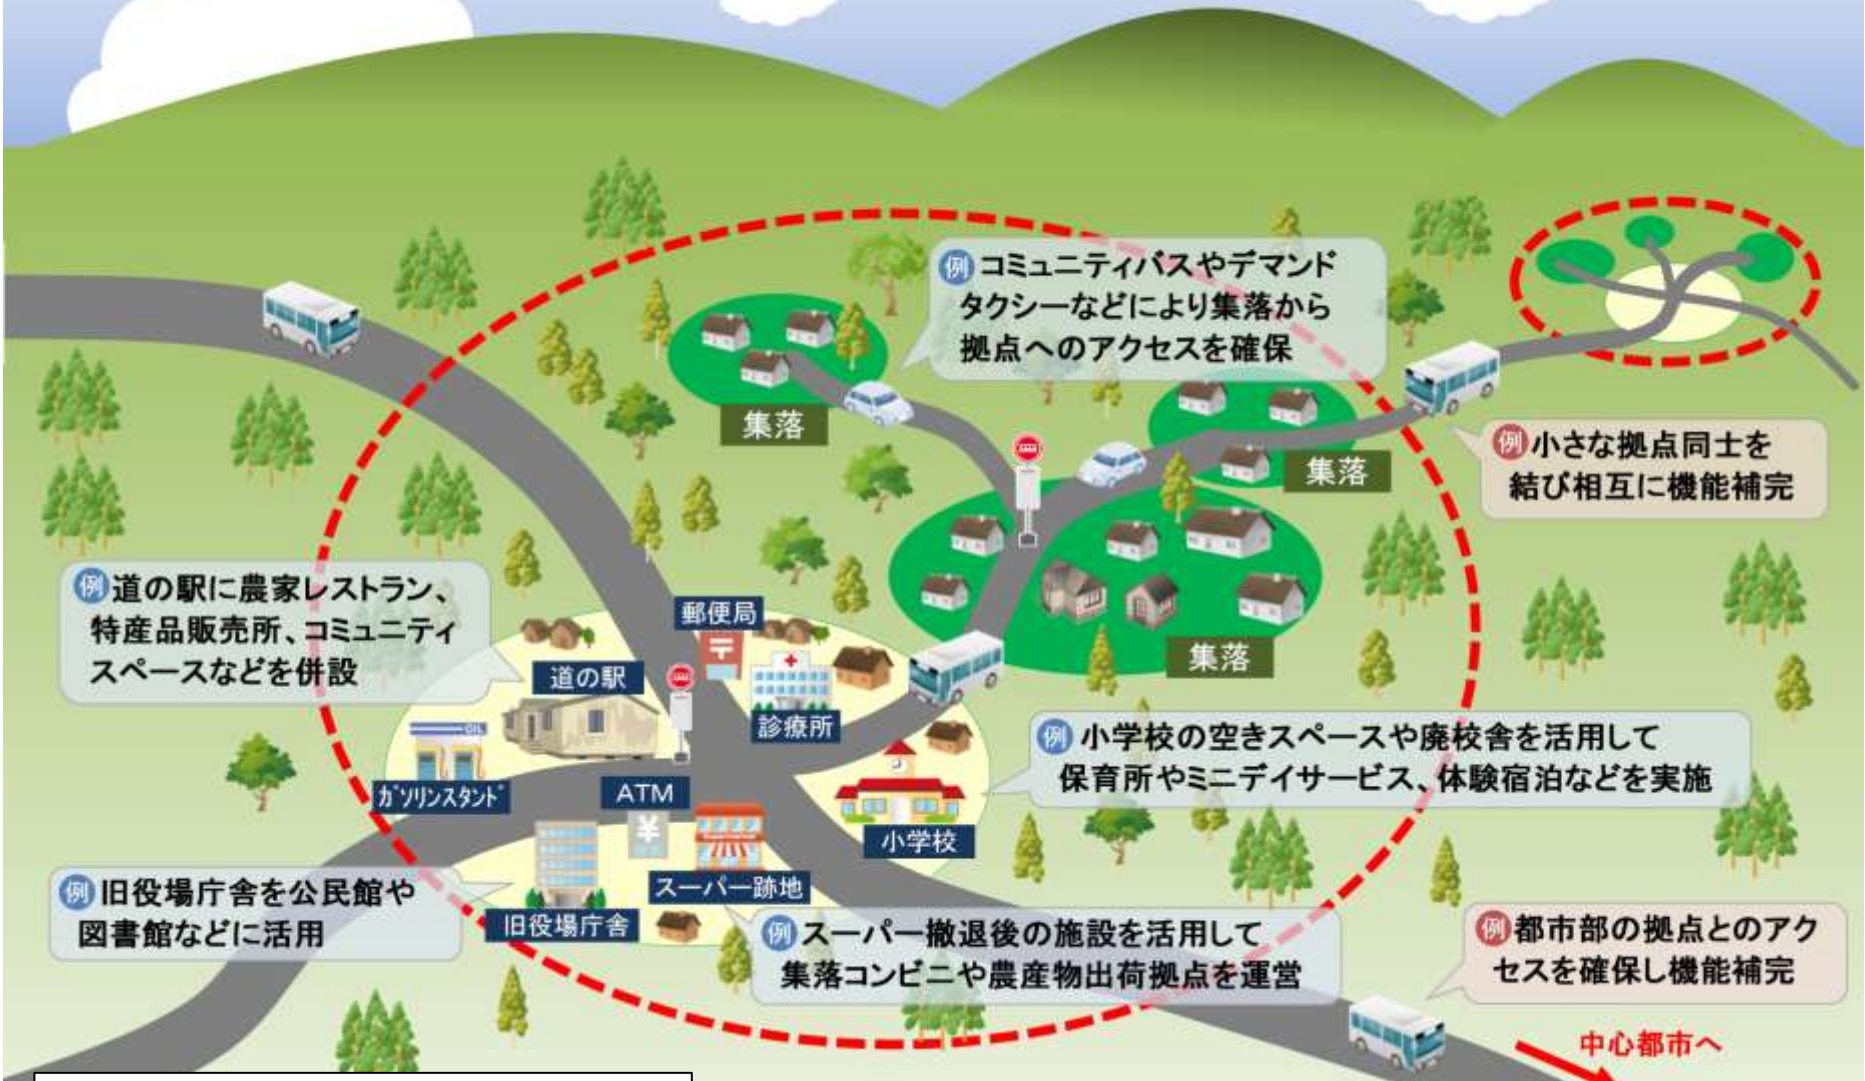 例 コミュニティバスやデマンド
タクシーなどにより集落から
拠点へのアクセスを確保
集落
集落
例 小さな拠点同士を
結び相互に機能補完
例 道の駅に農家レストラン、
特産品販売所、コミュニティ
スペースなどを併設
郵便局
集落
道の駅
診療所
例 小学校の空きスペースや廃校舎を活用して
保育所やミニデイサービス、体験宿泊などを実施
OIL
ガソリンスタンド
ATM
¥
小学校
例 旧役場庁舎を公民館や
図書館などに活用
スーパー跡地
旧役場庁舎
例 スーパー撤退後の施設を活用して
集落コンビニや農産物出荷拠点を運営
例 都市部の拠点とのアク
セスを確保し機能補完
中心都市へ